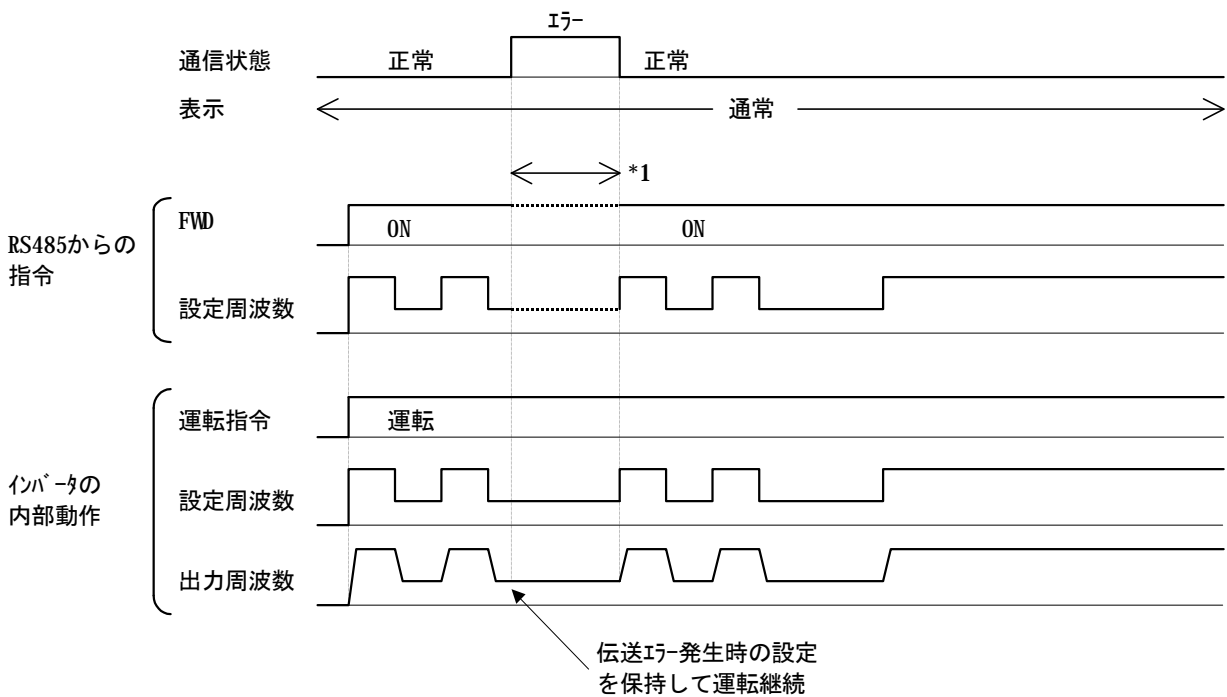 エラー
通信状態 正常 正常
表示 通常
*1
RS485からの
指令
FWD ON ON
設定周波数
インバータの
内部動作
運転指令 運転
設定周波数
出力周波数
伝送エラー発生時の設定
を保持して運転継続